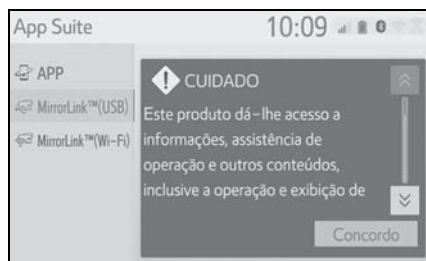 App Suite 10:09
APP
MirrorLink™(USB)
MirrorLink™(Wi-Fi)
CUIDADO
Este produto dá-lhe acesso a
informações, assistência de
operação e outros conteúdos,
inclusive a operação e exibição de
Concordo